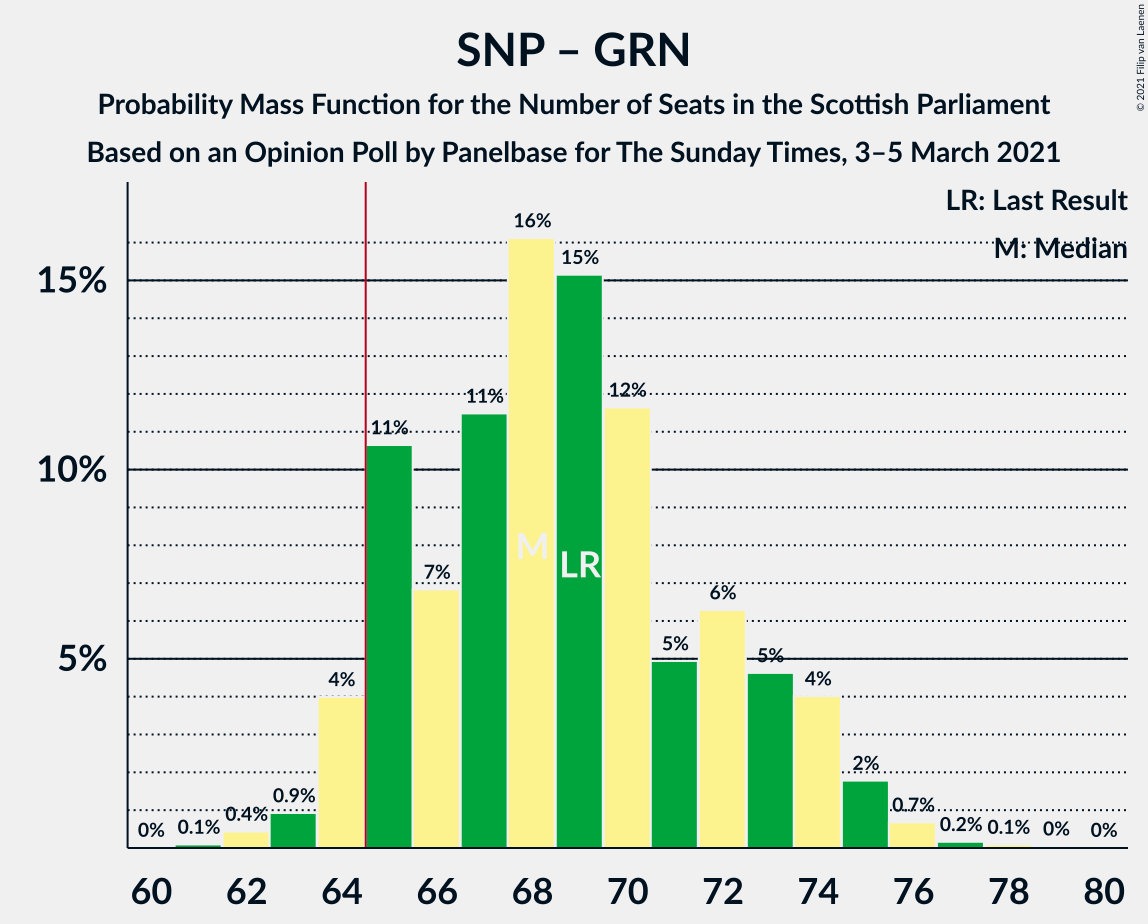 SNP – GRN
Probability Mass Function for the Number of Seats in the Scottish Parliament
Based on an Opinion Poll by Panelbase for The Sunday Times, 3–5 March 2021
© 2021 Filip van Laenen
LR: Last Result
M: Median
15%
10%
5%
0%
0.1%
0.4%
0.9%
4%
11%
7%
11%
16%
15%
12%
5%
6%
5%
4%
2%
0.7%
0.2%
0.1%
0%
0%
M
LR
60 62 64 66 68 70 72 74 76 78 80